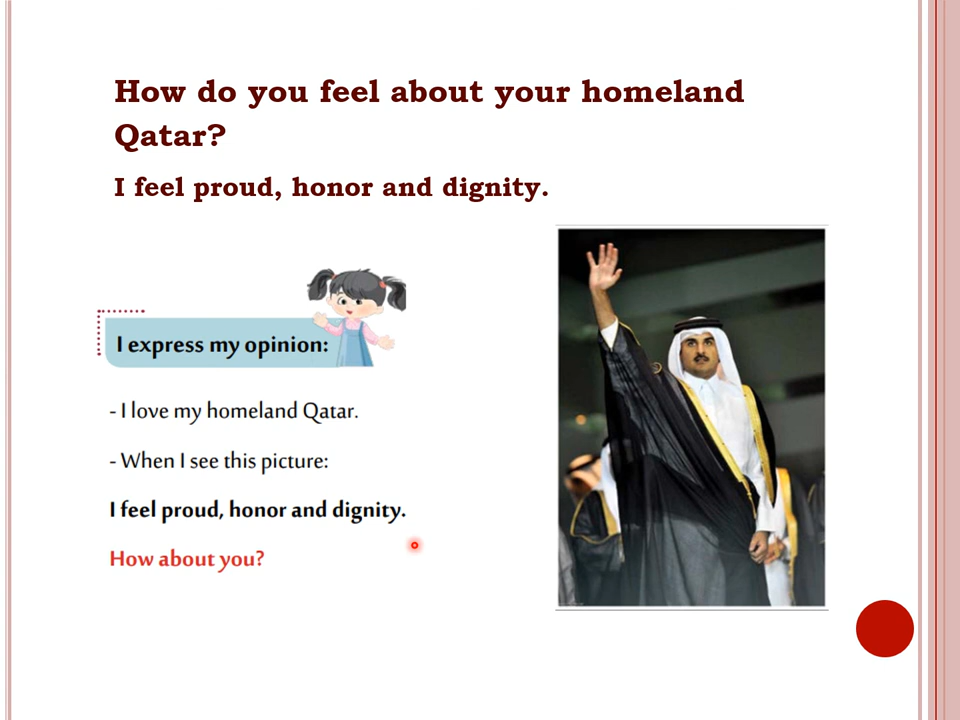 How do you feel about your homeland
Qatar?
I feel proud, honor and dignity.
I express my opinion:
- I love my homeland Qatar.
- When I see this picture:
I feel proud, honor and dignity.
How about you?